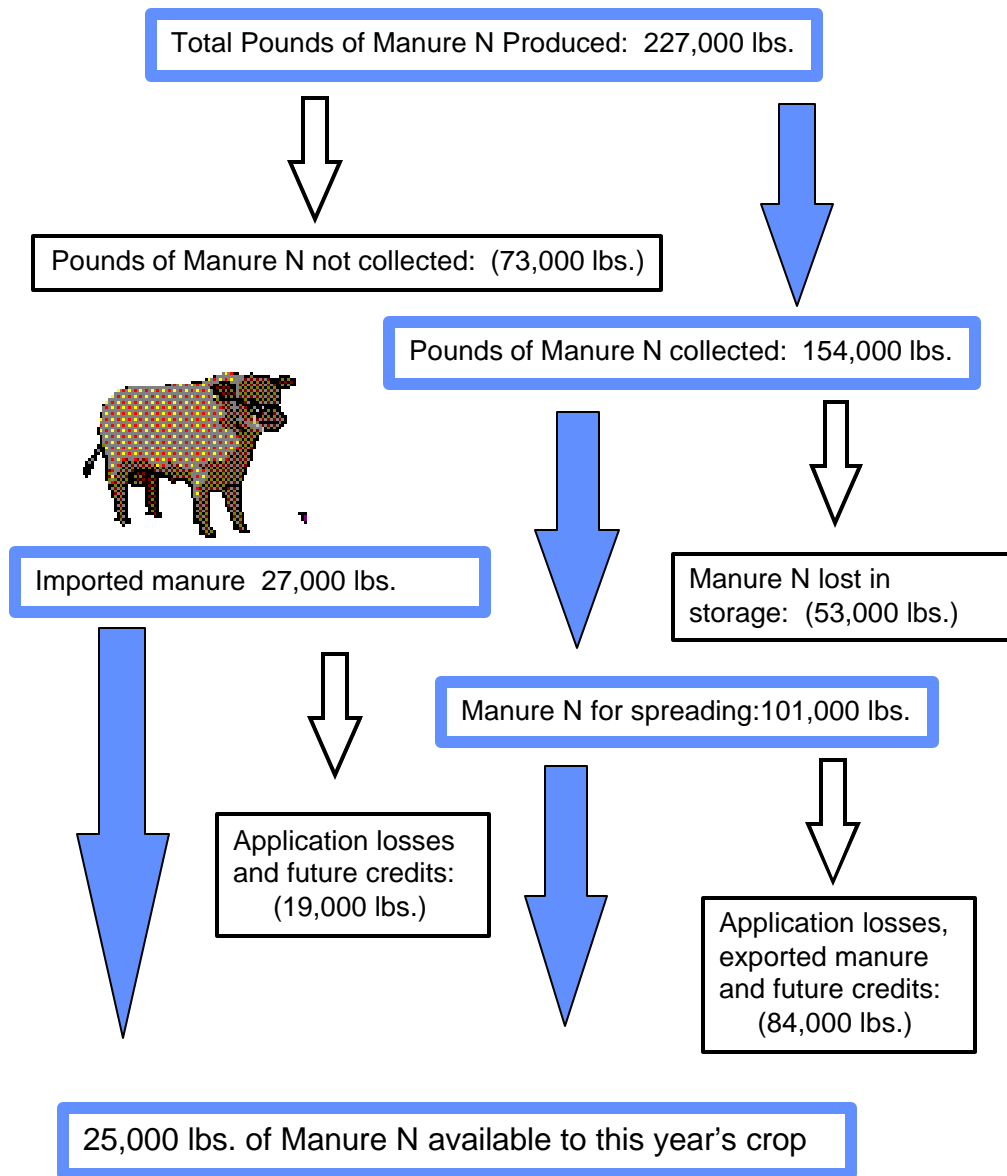 Total Pounds of Manure N Produced:  227,000 lbs.
Pounds of Manure N not collected:  (73,000 lbs.)
Pounds of Manure N collected:  154,000 lbs.
Imported manure  27,000 lbs.
Manure N lost in
storage:  (53,000 lbs.)
Manure N for spreading:101,000 lbs.
Application losses
and future credits:
(19,000 lbs.)
Application losses,
exported manure
and future credits:
(84,000 lbs.)
25,000 lbs. of Manure N available to this year's crop